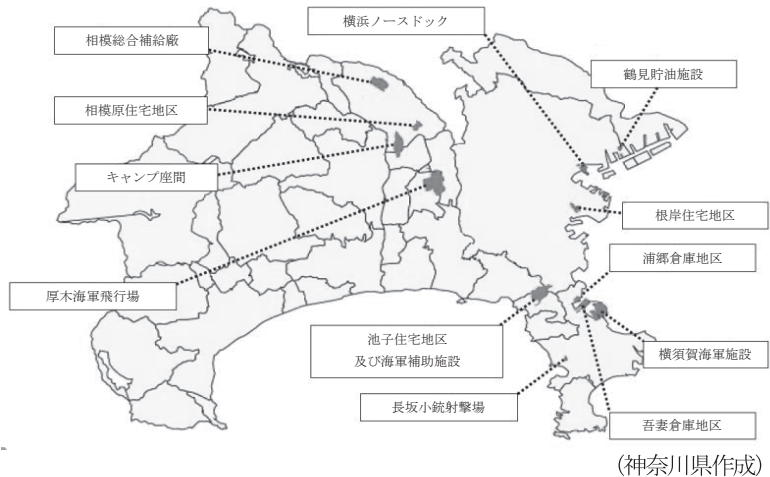 横浜ノースドック
相模総合補給廠
鶴見貯油施設
相模原住宅地区
キャンプ座間
根岸住宅地区
浦郷倉庫地区
厚木海軍飛行場
池子住宅地区
及び海軍補助施設
横須賀海軍施設
長坂小銃射撃場
吾妻倉庫地区
(神奈川県作成)